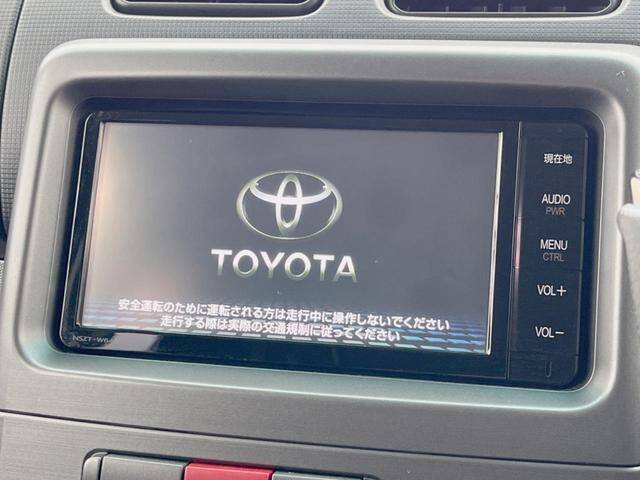 現在地
AUDIO
PWR
MENU
CTRL
VOL+
VOL−
TOYOTA
安全運転のために運転される方は走行中に操作しないでください
走行する際は実際の交通規制に従ってください
NSZT-W6